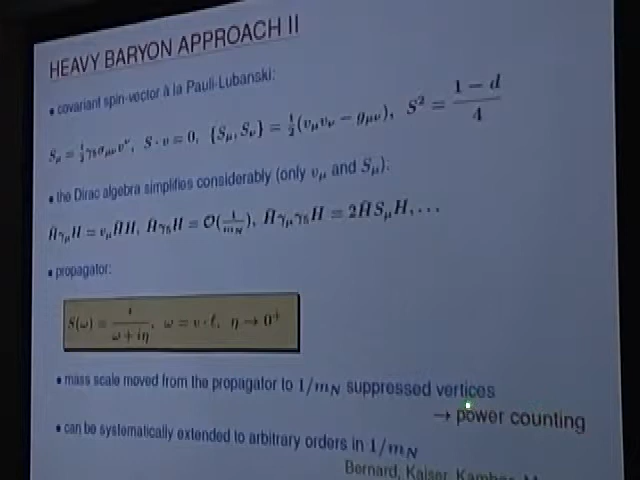 HEAVY BARYON APPROACH II
• covariant spin-vector à la Pauli-Lubanski:
S_μ = ½γ₅σ_μν v^ν, S · v = 0, {S_μ, S_ν} = ½(v_μ v_ν − g_μν), S² = (1 − d)/4
• the Dirac algebra simplifies considerably (only v_μ and S_μ):
H̄γ_μH = v_μ H̄H, H̄γ₅H = O(1/m_N), H̄γ_μγ₅H = 2H̄S_μH, ...
• propagator:
S(ω) = i/(ω + iη), ω = v · ℓ, η → 0⁺
• mass scale moved from the propagator to 1/m_N suppressed vertices
→ power counting
• can be systematically extended to arbitrary orders in 1/m_N
Bernard, Kaiser,